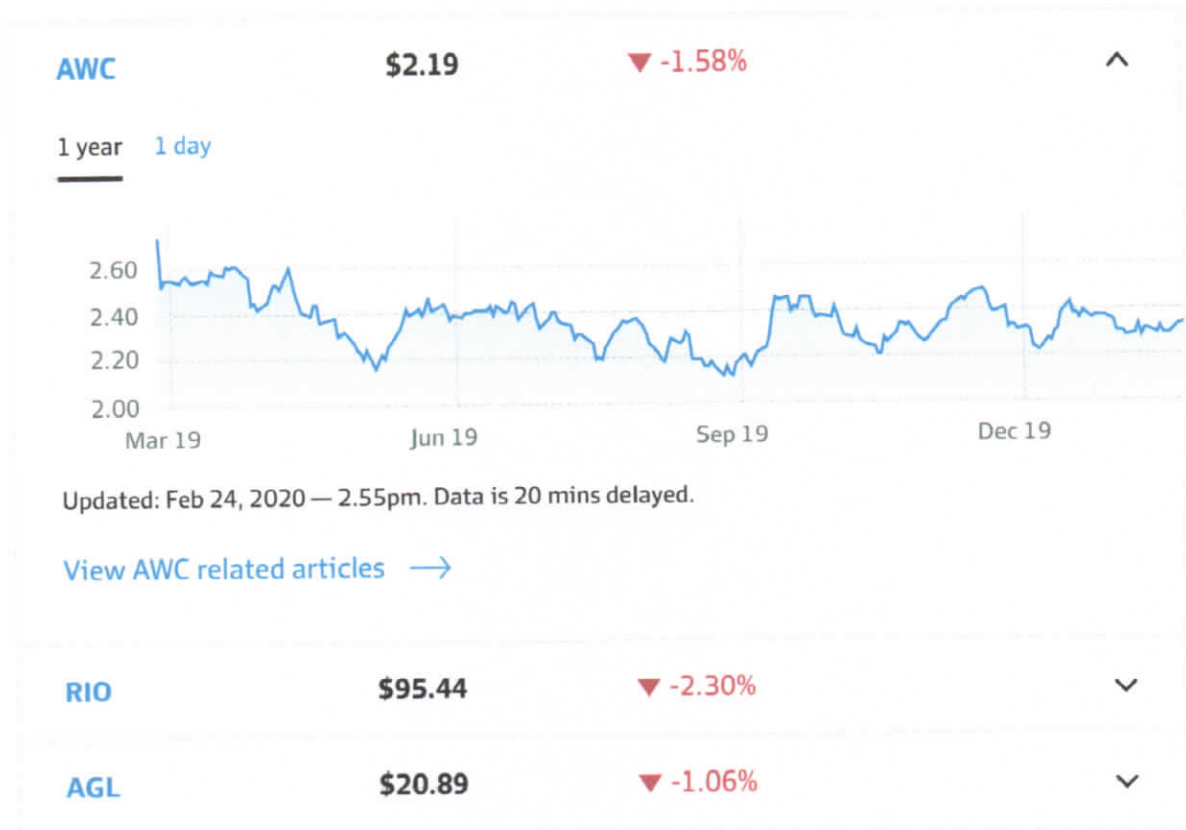 AWC $2.19 ▼ -1.58%
1 year 1 day
2.60
2.40
2.20
2.00
Mar 19 Jun 19 Sep 19 Dec 19
Updated: Feb 24, 2020 — 2.55pm. Data is 20 mins delayed.
View AWC related articles →
RIO $95.44 ▼ -2.30%
AGL $20.89 ▼ -1.06%